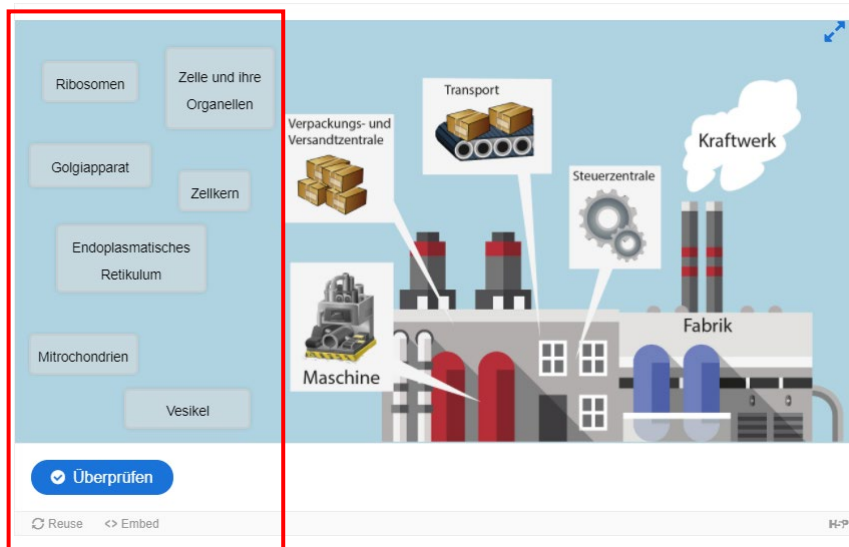 Ribosomen
Zelle und ihre
Organellen
Golgiapparat
Zellkern
Endoplasmatisches
Retikulum
Mitrochondrien
Vesikel
Verpackungs- und
Versandtzentrale
Transport
Steuerzentrale
Kraftwerk
Maschine
Fabrik
Überprüfen
Reuse
<> Embed
H-P